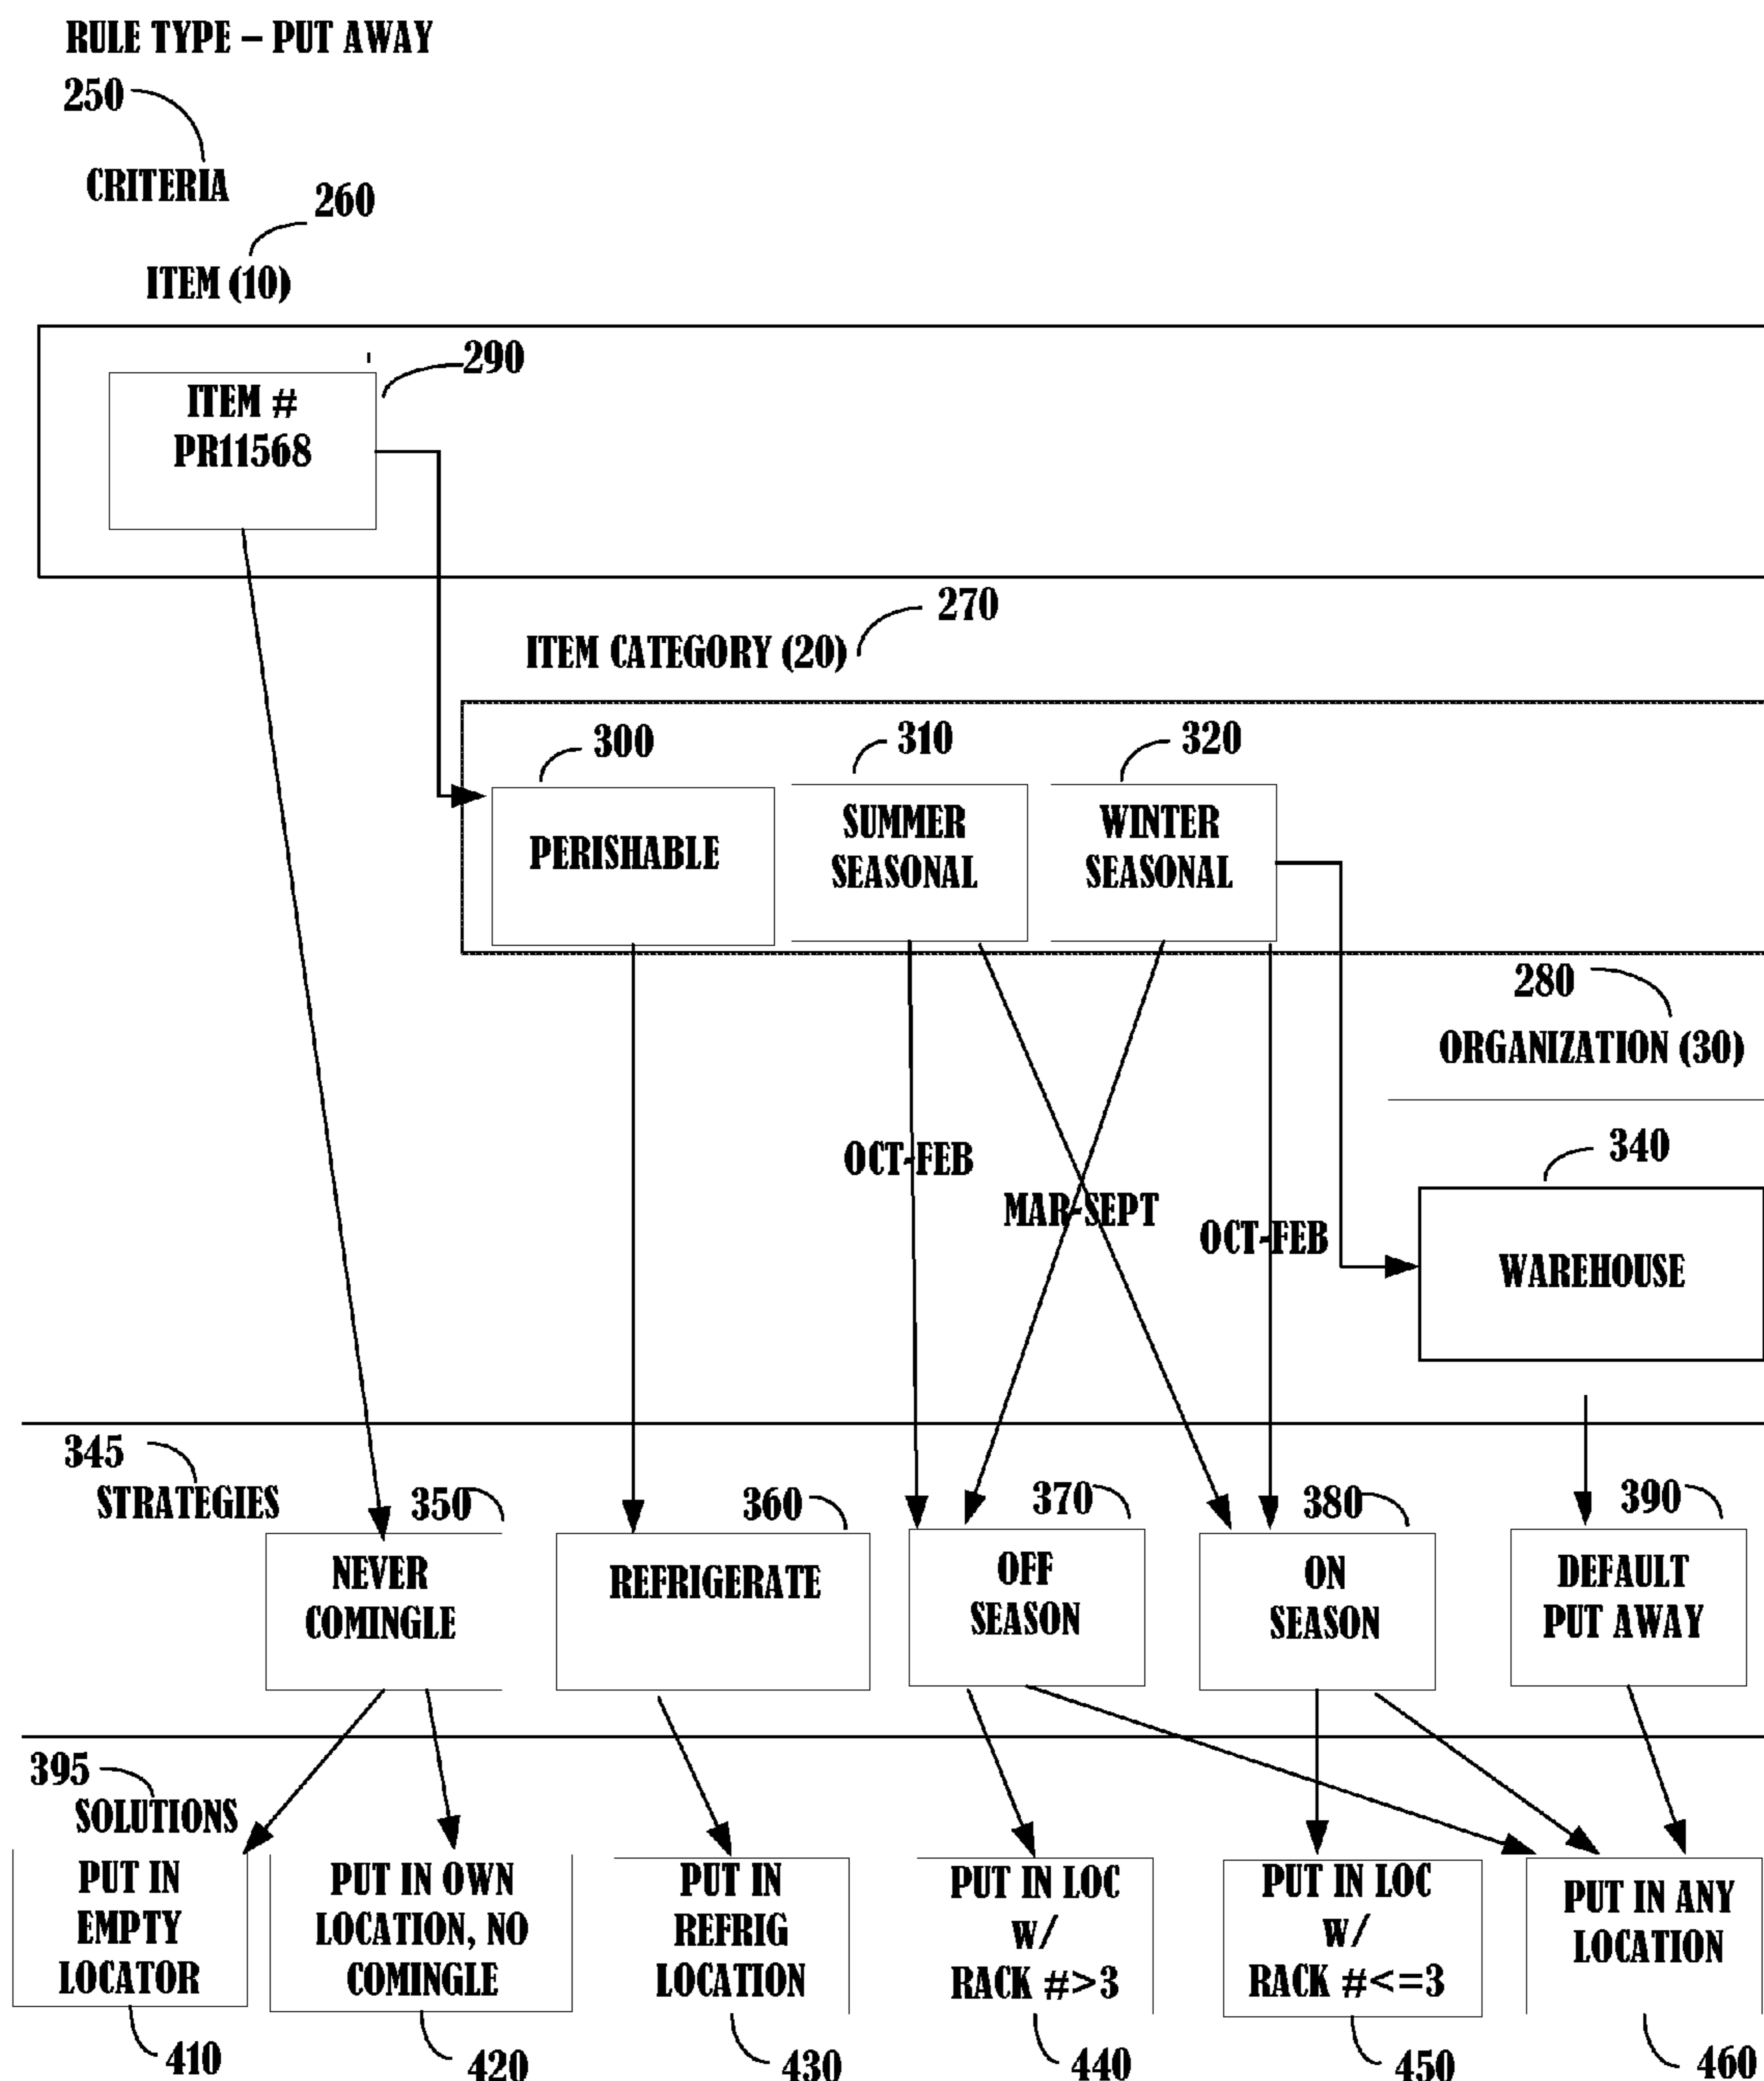 RULE TYPE – PUT AWAY
250
CRITERIA
260
ITEM (10)
290
ITEM #
PR11568
270
ITEM CATEGORY (20)
300
310
320
PERISHABLE
SUMMER
SEASONAL
WINTER
SEASONAL
280
ORGANIZATION (30)
340
OCT-FEB
MAR-SEPT
OCT-FEB
WAREHOUSE
345
STRATEGIES
350
360
370
380
390
NEVER
COMINGLE
REFRIGERATE
OFF
SEASON
ON
SEASON
DEFAULT
PUT AWAY
395
SOLUTIONS
PUT IN
EMPTY
LOCATOR
PUT IN OWN
LOCATION, NO
COMINGLE
PUT IN
REFRIG
LOCATION
PUT IN LOC
W/
RACK #>3
PUT IN LOC
W/
RACK #<=3
PUT IN ANY
LOCATION
410
420
430
440
450
460